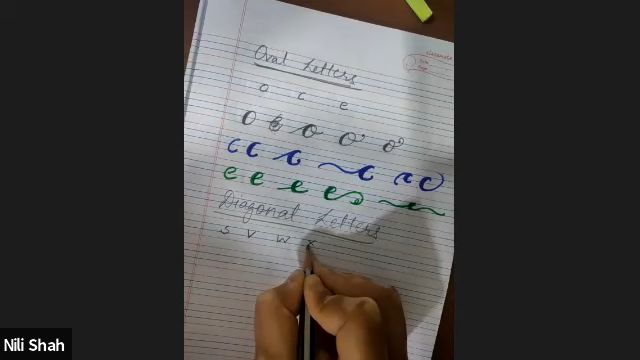 Oval Letters
o c e
o e o o o
c c c c c c
e e e e e
Diagonal Letters
s v w x
Nili Shah